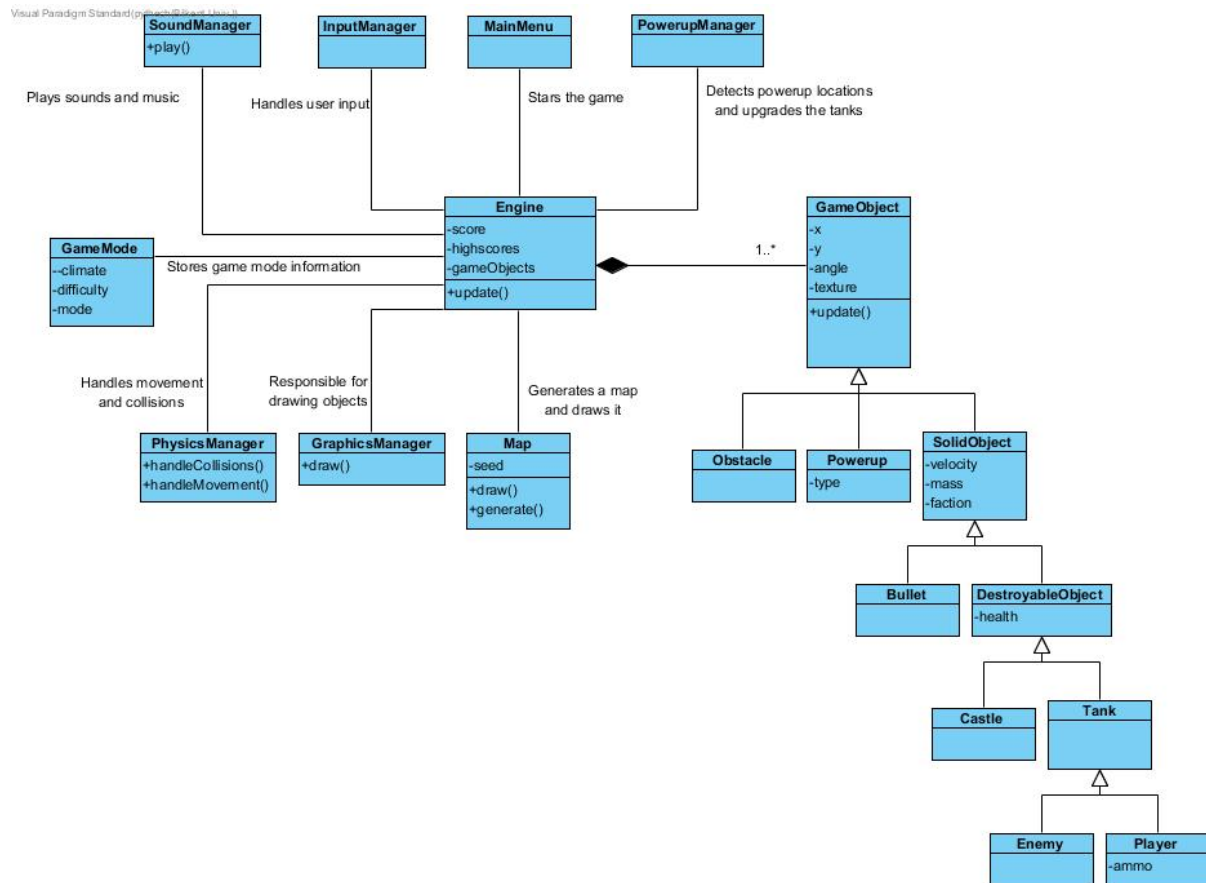 Visual Paradigm Standard
SoundManager
+play()
InputManager
MainMenu
PowerupManager
Plays sounds and music
Handles user input
Stars the game
Detects powerup locations
and upgrades the tanks
Engine
-score
-highscores
-gameObjects
+update()
GameObject
-x
-y
-angle
-texture
+update()
1..*
GameMode
--climate
-difficulty
-mode
Stores game mode information
Handles movement
and collisions
Responsible for
drawing objects
Generates a map
and draws it
PhysicsManager
+handleCollisions()
+handleMovement()
GraphicsManager
+draw()
Map
-seed
+draw()
+generate()
Obstacle
Powerup
-type
SolidObject
-velocity
-mass
-faction
Bullet
DestroyableObject
-health
Castle
Tank
Enemy
Player
-ammo